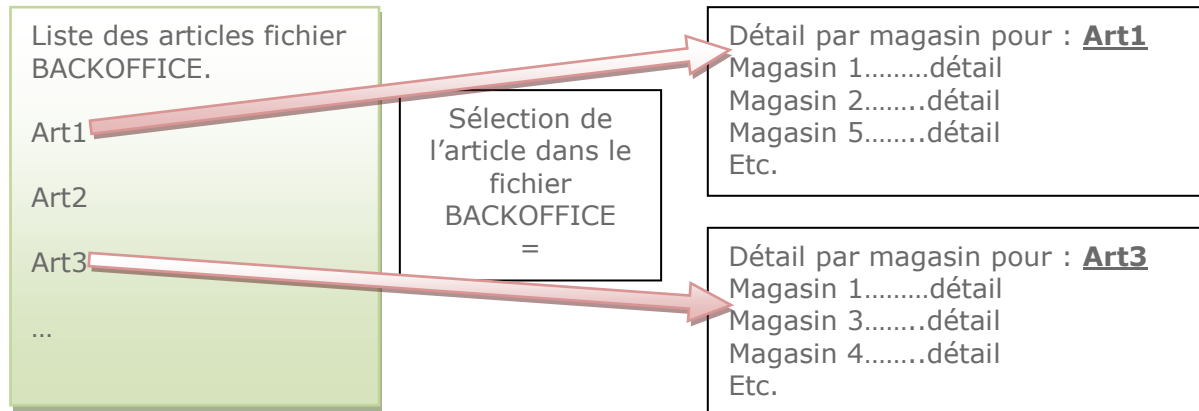 Liste des articles fichier
BACKOFFICE.
Art1
Art2
Art3
…
Sélection de
l’article dans le
fichier
BACKOFFICE
=
Détail par magasin pour : Art1
Magasin 1………détail
Magasin 2……..détail
Magasin 5……..détail
Etc.
Détail par magasin pour : Art3
Magasin 1………détail
Magasin 3……..détail
Magasin 4……..détail
Etc.